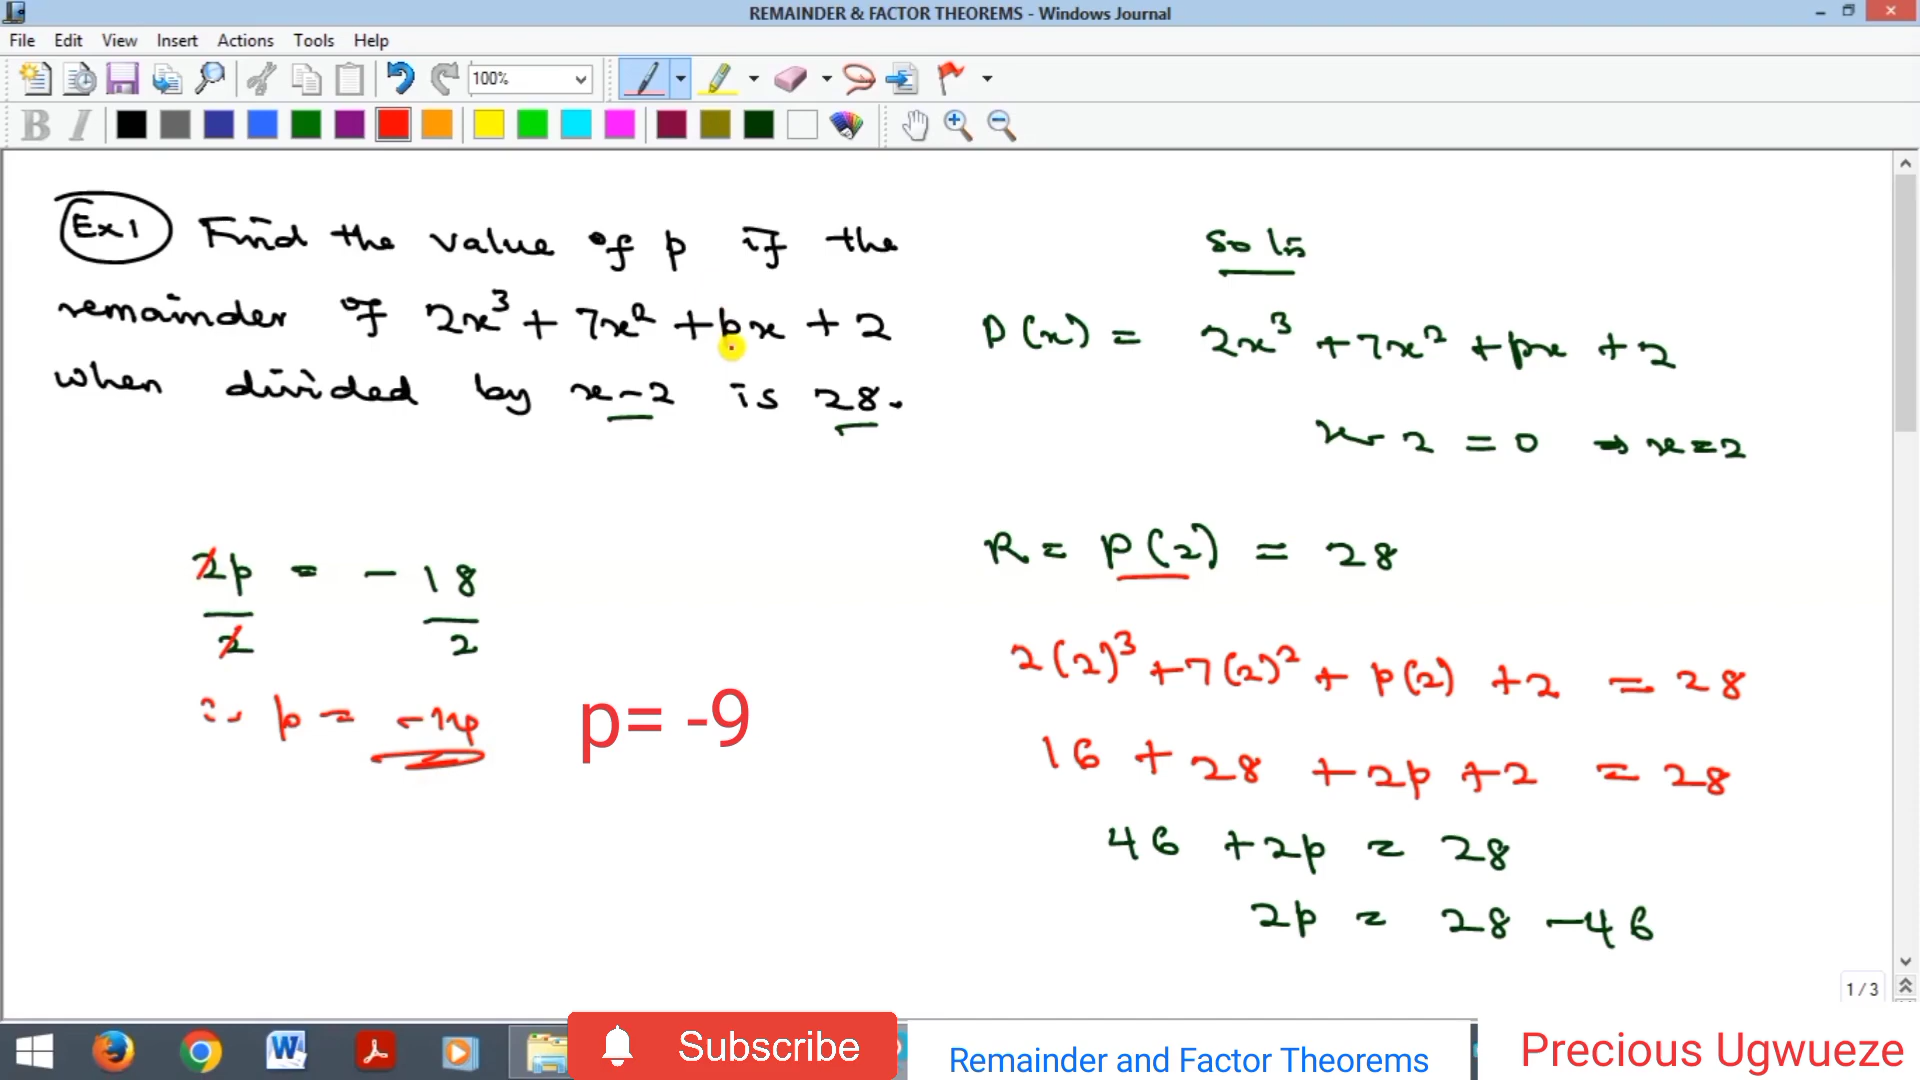 REMAINDER & FACTOR THEOREMS - Windows Journal
File Edit View Insert Actions Tools Help
100%
B I
Ex1 Find the value of p if the
remainder of 2x³ + 7x² + px + 2
when divided by x-2 is 28.
2p = -18
2 2
∴ p =
p= -9
Soln
P(x) = 2x³ + 7x² + px + 2
x - 2 = 0 ⇒ x = 2
R = P(2) = 28
2(2)³ + 7(2)² + p(2) + 2 = 28
16 + 28 + 2p + 2 = 28
46 + 2p = 28
2p = 28 - 46
1 / 3
Subscribe
Remainder and Factor Theorems
Precious Ugwueze